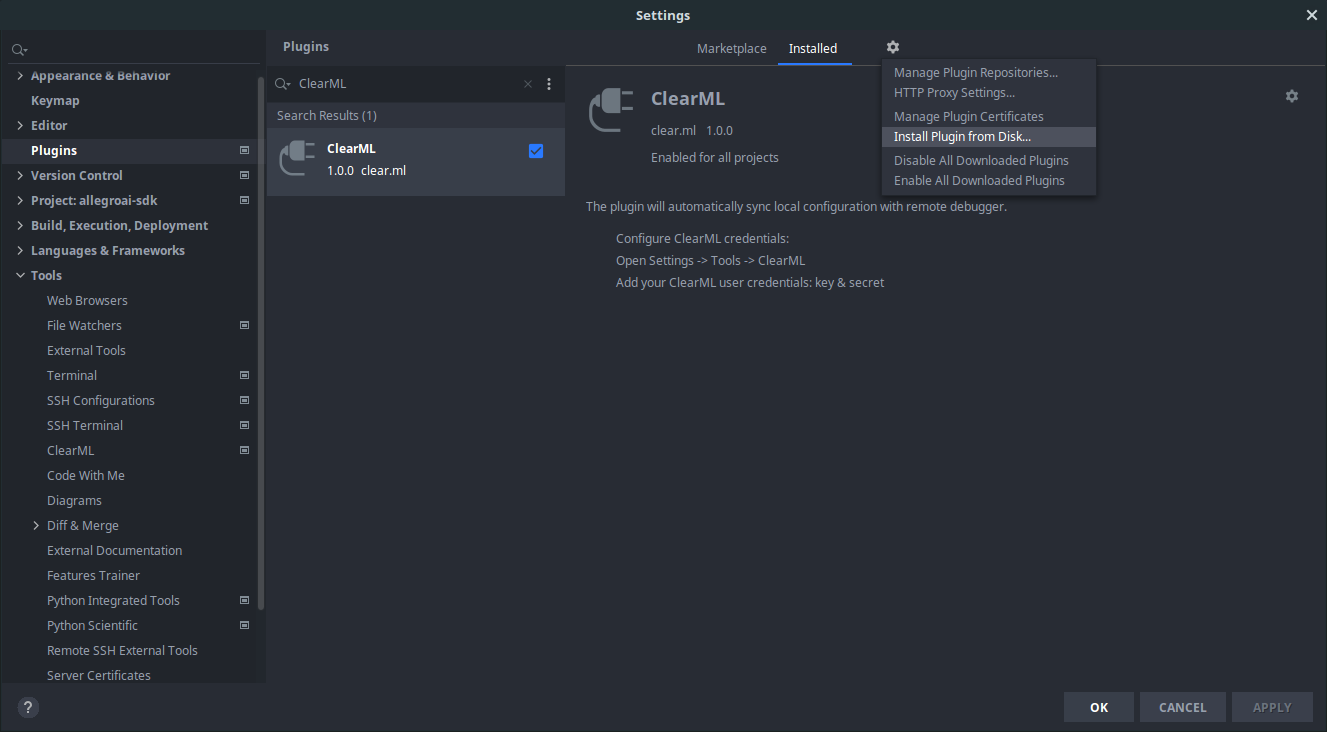 Settings
Appearance & Behavior
Keymap
Editor
Plugins
Version Control
Project: allegroai-sdk
Build, Execution, Deployment
Languages & Frameworks
Tools
Web Browsers
File Watchers
External Tools
Terminal
SSH Configurations
SSH Terminal
ClearML
Code With Me
Diagrams
Diff & Merge
External Documentation
Features Trainer
Python Integrated Tools
Python Scientific
Remote SSH External Tools
Server Certificates
Plugins
Marketplace
Installed
ClearML
Search Results (1)
ClearML
1.0.0 clear.ml
ClearML
clear.ml 1.0.0
Enabled for all projects
Manage Plugin Repositories...
HTTP Proxy Settings...
Manage Plugin Certificates
Install Plugin from Disk...
Disable All Downloaded Plugins
Enable All Downloaded Plugins
The plugin will automatically sync local configuration with remote debugger.
Configure ClearML credentials:
Open Settings -> Tools -> ClearML
Add your ClearML user credentials: key & secret
?
OK
CANCEL
APPLY